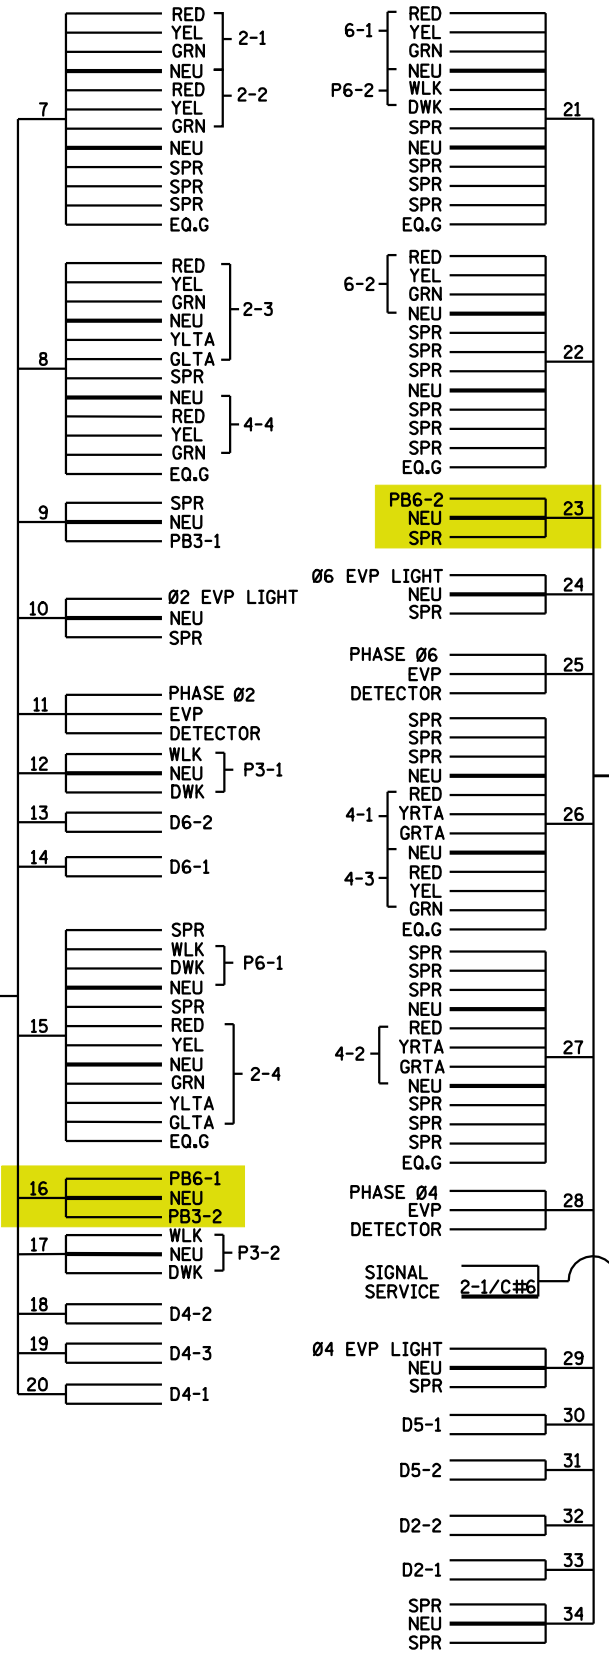 7
RED
YEL
GRN
2-1
NEU
RED
YEL
GRN
2-2
NEU
SPR
SPR
SPR
EQ.G
8
RED
YEL
GRN
NEU
YLTA
GLTA
2-3
SPR
NEU
RED
YEL
GRN
4-4
EQ.G
9
SPR
NEU
PB3-1
10
Ø2 EVP LIGHT
NEU
SPR
11
PHASE Ø2
EVP
DETECTOR
12
WLK
NEU
DWK
P3-1
13
D6-2
14
D6-1
15
SPR
WLK
DWK
NEU
P6-1
SPR
RED
YEL
NEU
GRN
YLTA
GLTA
2-4
EQ.G
16
PB6-1
NEU
PB3-2
17
WLK
NEU
DWK
P3-2
18
D4-2
19
D4-3
20
D4-1
6-1
RED
YEL
GRN
NEU
P6-2
WLK
DWK
SPR
NEU
SPR
SPR
SPR
EQ.G
21
6-2
RED
YEL
GRN
NEU
SPR
SPR
SPR
NEU
SPR
SPR
SPR
EQ.G
22
PB6-2
NEU
SPR
23
Ø6 EVP LIGHT
NEU
SPR
24
PHASE Ø6
EVP
DETECTOR
25
SPR
SPR
SPR
NEU
4-1
RED
YRTA
GRTA
NEU
4-3
RED
YEL
GRN
EQ.G
26
SPR
SPR
SPR
NEU
4-2
RED
YRTA
GRTA
NEU
SPR
SPR
SPR
EQ.G
27
PHASE Ø4
EVP
DETECTOR
28
SIGNAL
SERVICE
2-1/C#6
Ø4 EVP LIGHT
NEU
SPR
29
D5-1
30
D5-2
31
D2-2
32
D2-1
33
SPR
NEU
SPR
34